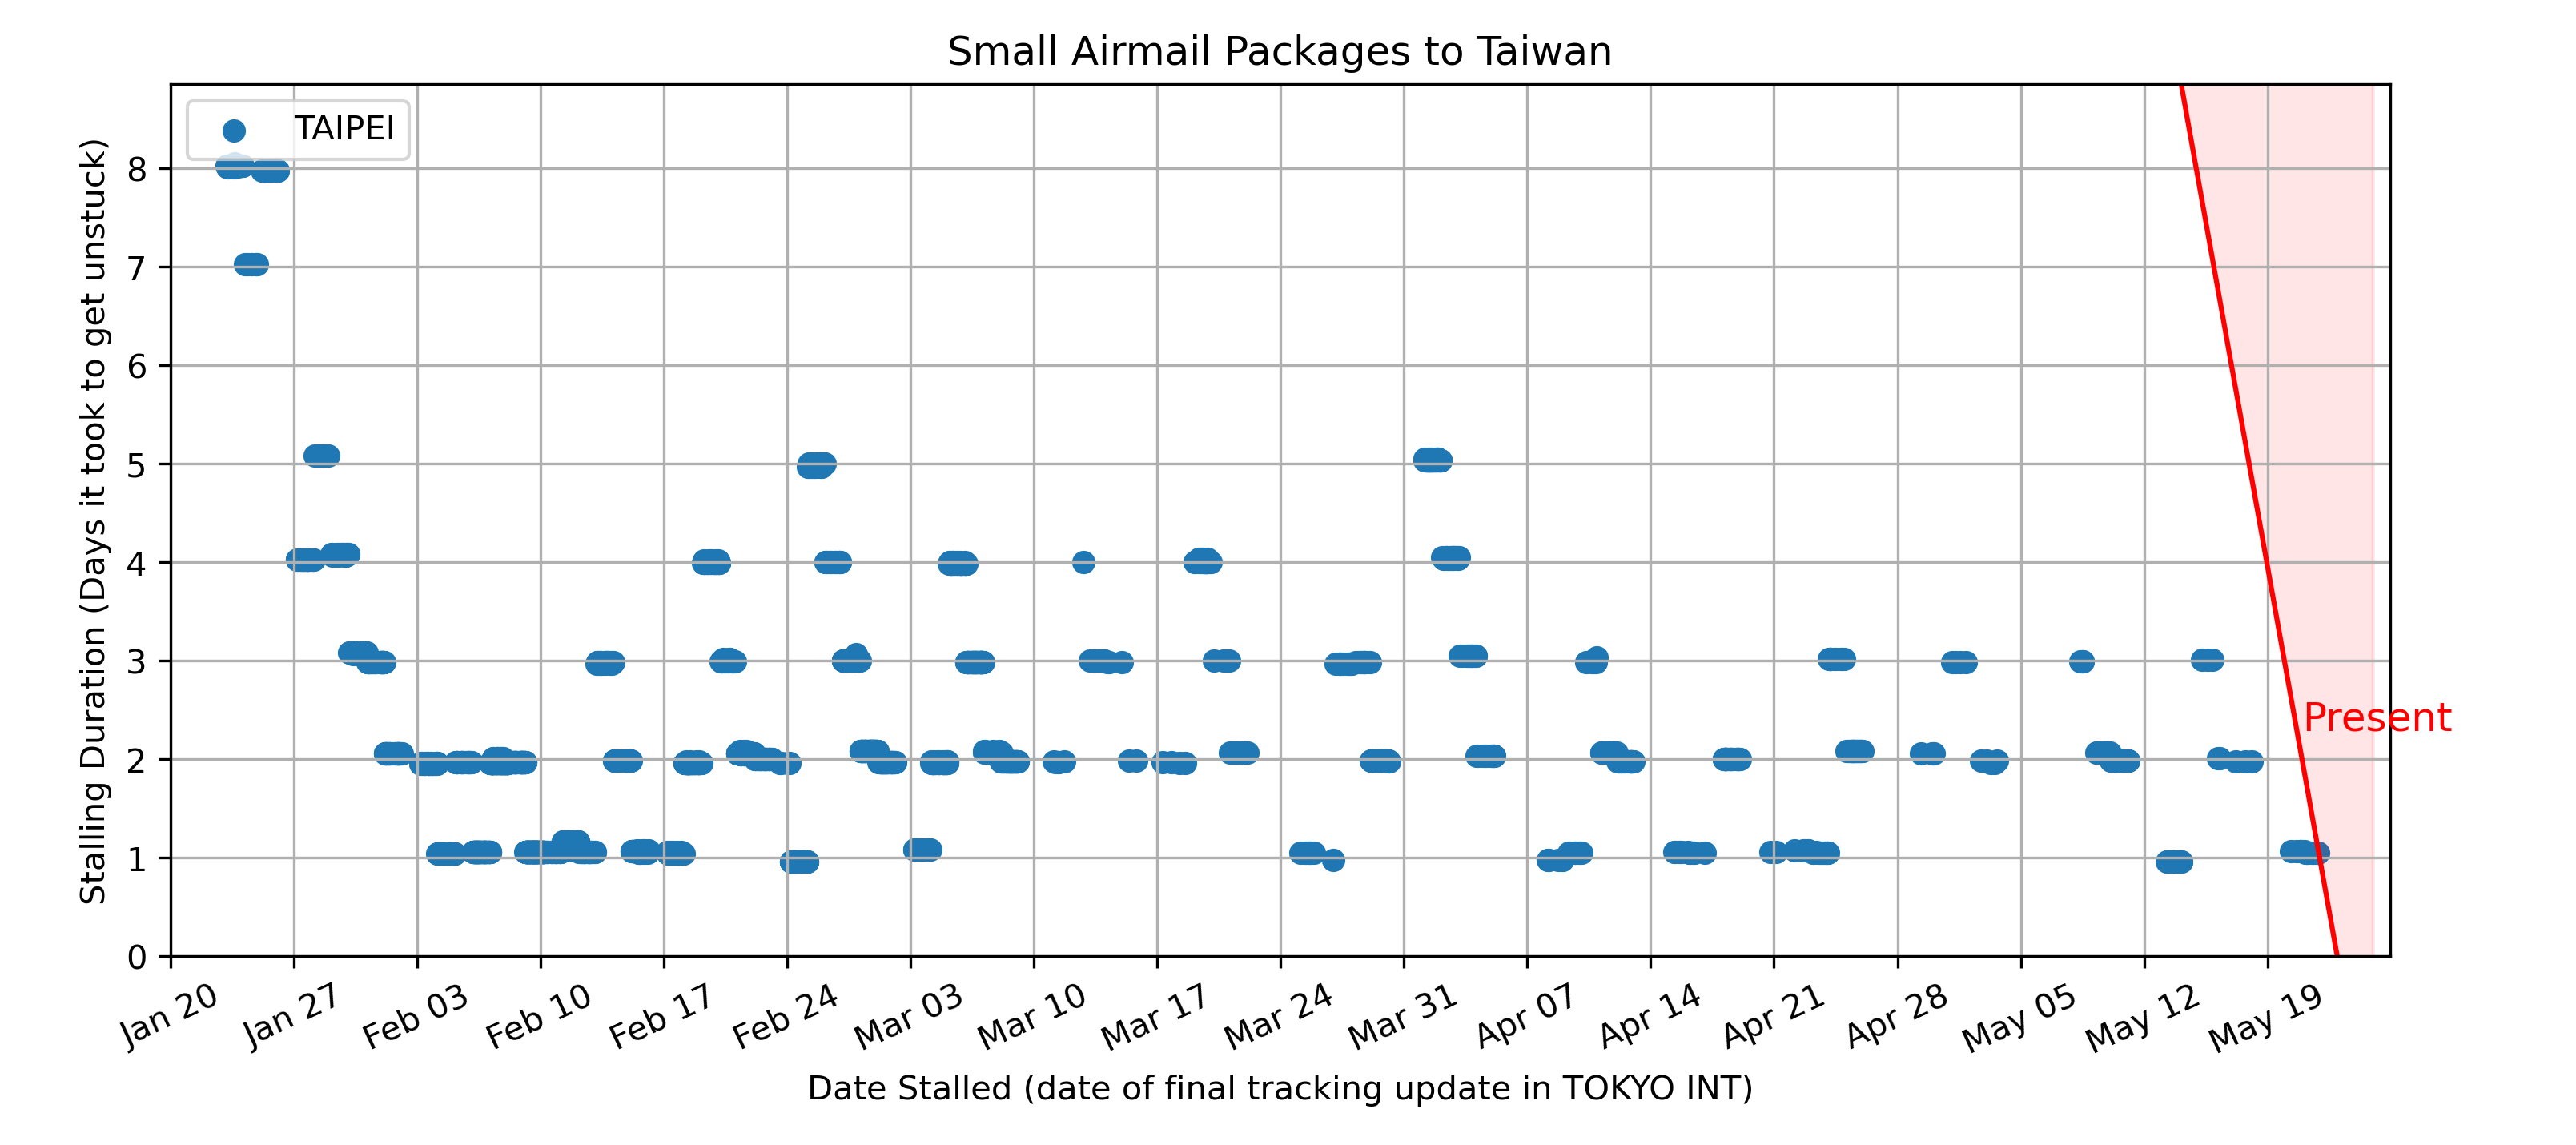 Small Airmail Packages to Taiwan
TAIPEI
Stalling Duration (Days it took to get unstuck)
8
7
6
5
4
3
2
1
0
Present
Jan 20
Jan 27
Feb 03
Feb 10
Feb 17
Feb 24
Mar 03
Mar 10
Mar 17
Mar 24
Mar 31
Apr 07
Apr 14
Apr 21
Apr 28
May 05
May 12
May 19
Date Stalled (date of final tracking update in TOKYO INT)